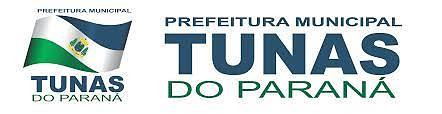 PREFEITURA MUNICIPAL
TUNAS
DO PARANÁ
PREFEITURA MUNICIPAL
TUNAS
DO PARANÁ